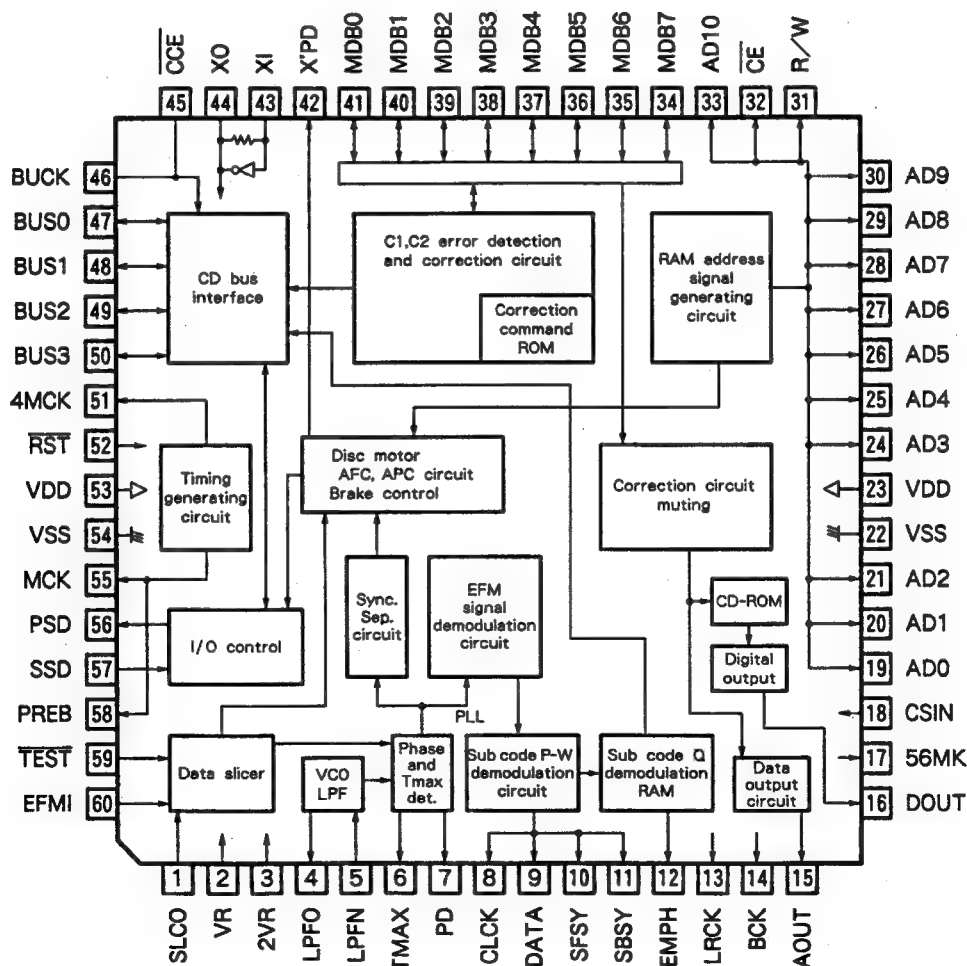 CCE
XO
XI
X'PD
MDB0
MDB1
MDB2
MDB3
MDB4
MDB5
MDB6
MDB7
AD10
CE
R/W
45
44
43
42
41
40
39
38
37
36
35
34
33
32
31
BUCK 46
BUS0 47
BUS1 48
BUS2 49
BUS3 50
4MCK 51
RST 52
VDD 53
VSS 54
MCK 55
PSD 56
SSD 57
PREB 58
TEST 59
EFMI 60
30 AD9
29 AD8
28 AD7
27 AD6
26 AD5
25 AD4
24 AD3
23 VDD
22 VSS
21 AD2
20 AD1
19 AD0
18 CSIN
17 56MK
16 DOUT
CD bus
interface
C1,C2 error detection
and correction circuit
Correction
command
ROM
RAM address
signal
generating
circuit
Timing
generating
circuit
Disc motor
AFC, APC circuit
Brake control
Correction circuit
muting
I/O control
Sync.
Sep.
circuit
EFM
signal
demodulation
circuit
CD-ROM
Digital
output
PLL
Data slicer
VCO
LPF
Phase
and
Tmax
det.
Sub code P-W
demodulation
circuit
Sub code Q
demodulation
RAM
Data
output
circuit
1
2
3
4
5
6
7
8
9
10
11
12
13
14
15
SLCO
VR
2VR
LPFO
LPFN
TMAX
PD
CLCK
DATA
SFSY
SBSY
EMPH
LRCK
BCK
AOUT